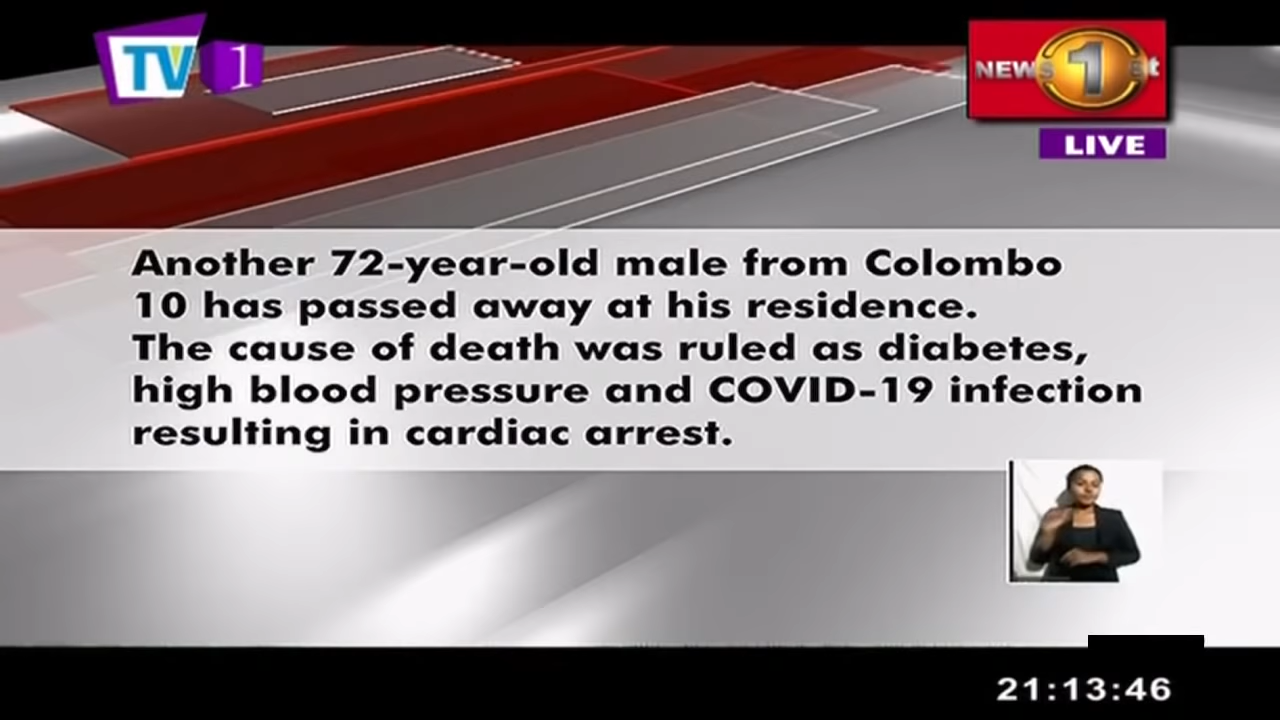 TV 1
NEWS 1st
LIVE
Another 72-year-old male from Colombo
10 has passed away at his residence.
The cause of death was ruled as diabetes,
high blood pressure and COVID-19 infection
resulting in cardiac arrest.
21:13:46